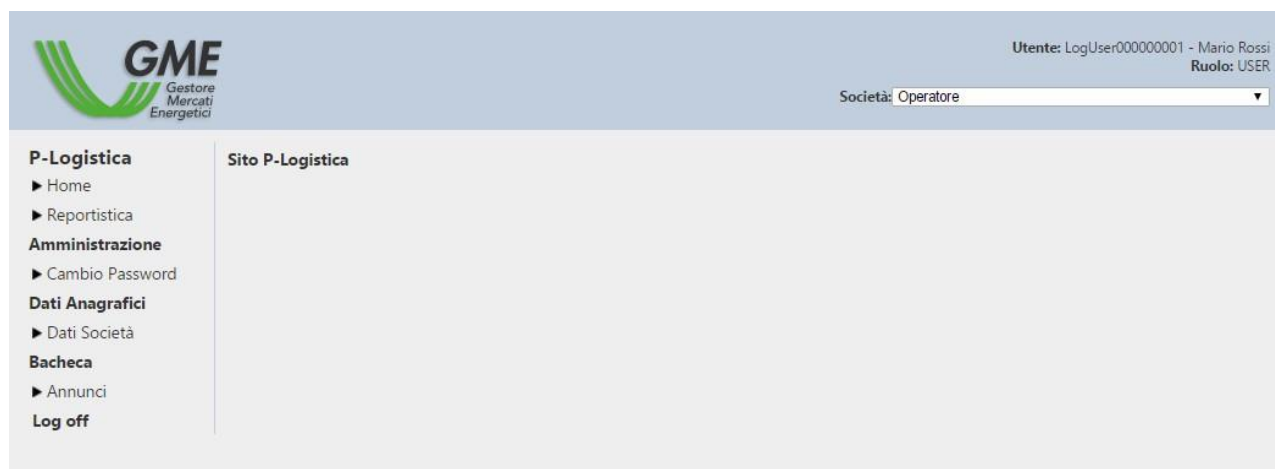 GME
Gestore
Mercati
Energetici
Utente: LogUser000000001 - Mario Rossi
Ruolo: USER
Società: Operatore
P-Logistica
Home
Reportistica
Amministrazione
Cambio Password
Dati Anagrafici
Dati Società
Bacheca
Annunci
Log off
Sito P-Logistica